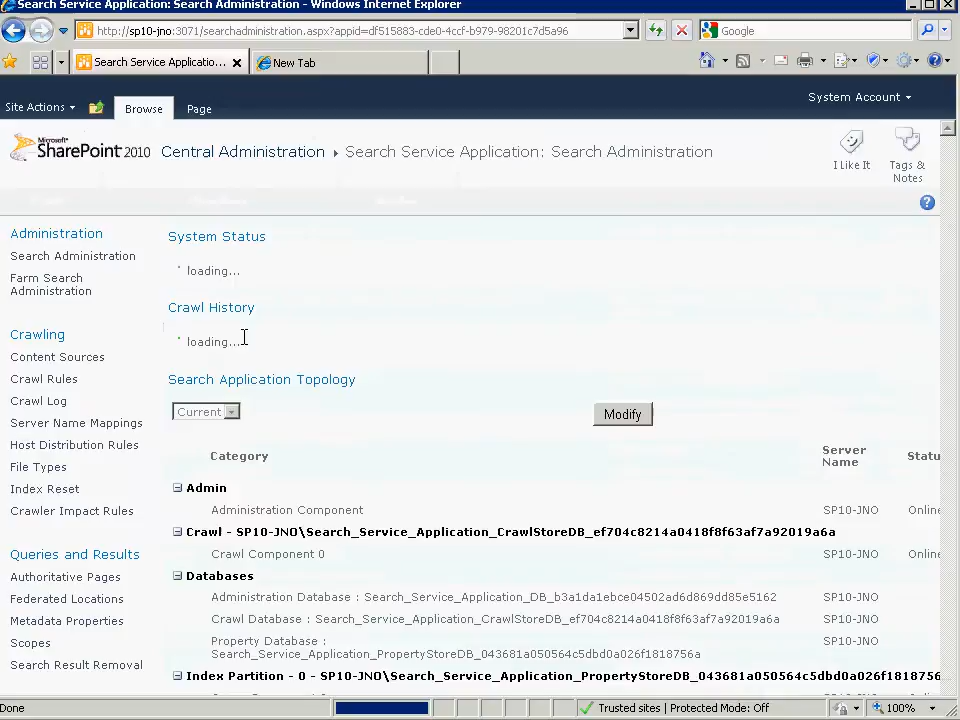 Search Service Application: Search Administration - Windows Internet Explorer
http://sp10-jno:3071/searchadministration.aspx?appid=df515883-cde0-4ccf-b979-98201c7d5a96
Google
Search Service Applicatio...
New Tab
Site Actions
Browse
Page
System Account
Microsoft
SharePoint 2010
Central Administration
Search Service Application: Search Administration
I Like It
Tags &
Notes
Administration
Search Administration
Farm Search
Administration
Crawling
Content Sources
Crawl Rules
Crawl Log
Server Name Mappings
Host Distribution Rules
File Types
Index Reset
Crawler Impact Rules
Queries and Results
Authoritative Pages
Federated Locations
Metadata Properties
Scopes
Search Result Removal
System Status
loading...
Crawl History
loading...
Search Application Topology
Current
Modify
Category
Server
Name
Statu
Admin
Administration Component SP10-JNO Online
Crawl - SP10-JNO\Search_Service_Application_CrawlStoreDB_ef704c8214a0418f8f63af7a92019a6a
Crawl Component 0 SP10-JNO Online
Databases
Administration Database : Search_Service_Application_DB_b3a1da1ebce04502ad6d869dd85e5162 SP10-JNO
Crawl Database : Search_Service_Application_CrawlStoreDB_ef704c8214a0418f8f63af7a92019a6a SP10-JNO
Property Database : SP10-JNO
Search_Service_Application_PropertyStoreDB_043681a050564c5dbd0a026f1818756a
Index Partition - 0 - SP10-JNO\Search_Service_Application_PropertyStoreDB_043681a050564c5dbd0a026f1818756
Done
Trusted sites | Protected Mode: Off
100%